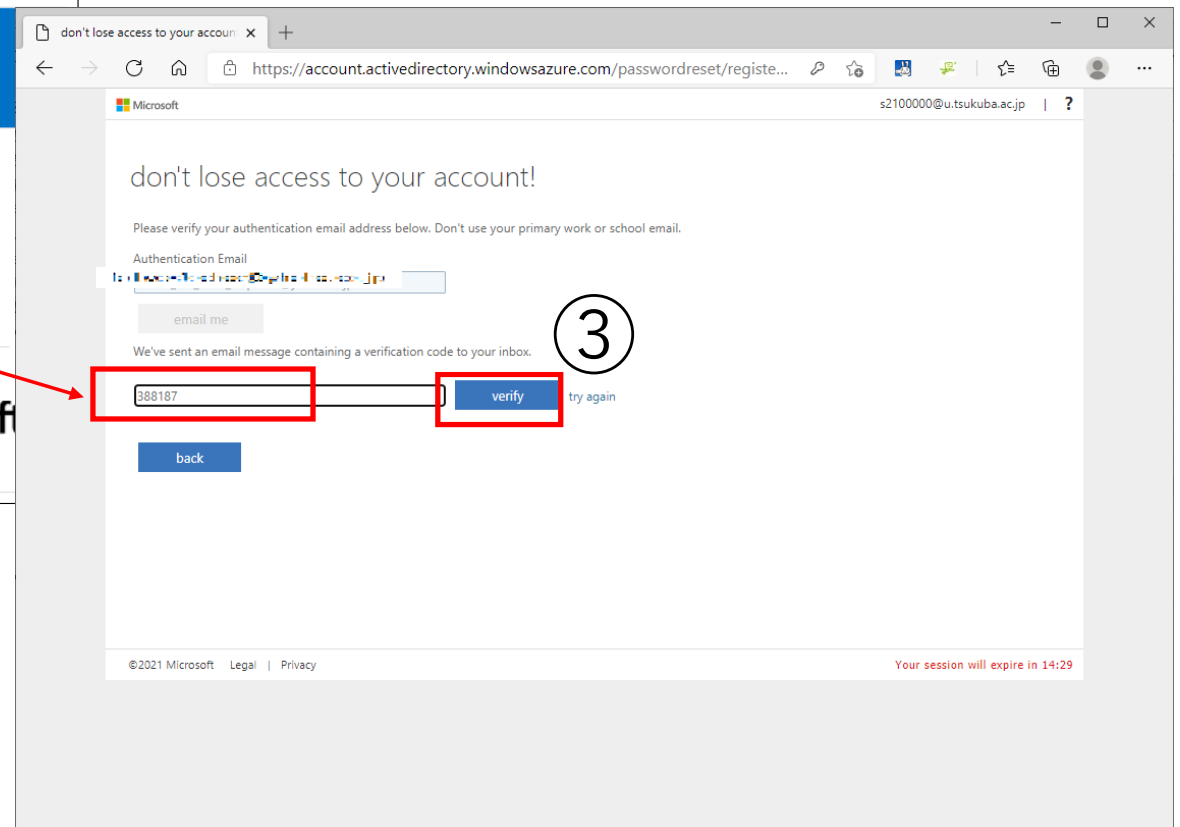 don't lose access to your accoun
https://account.activedirectory.windowsazure.com/passwordreset/registe...
Microsoft
s2100000@u.tsukuba.ac.jp | ?
don't lose access to your account!
Please verify your authentication email address below. Don't use your primary work or school email.
Authentication Email
email me
③
We've sent an email message containing a verification code to your inbox.
388187
verify
try again
back
©2021 Microsoft Legal | Privacy
Your session will expire in 14:29